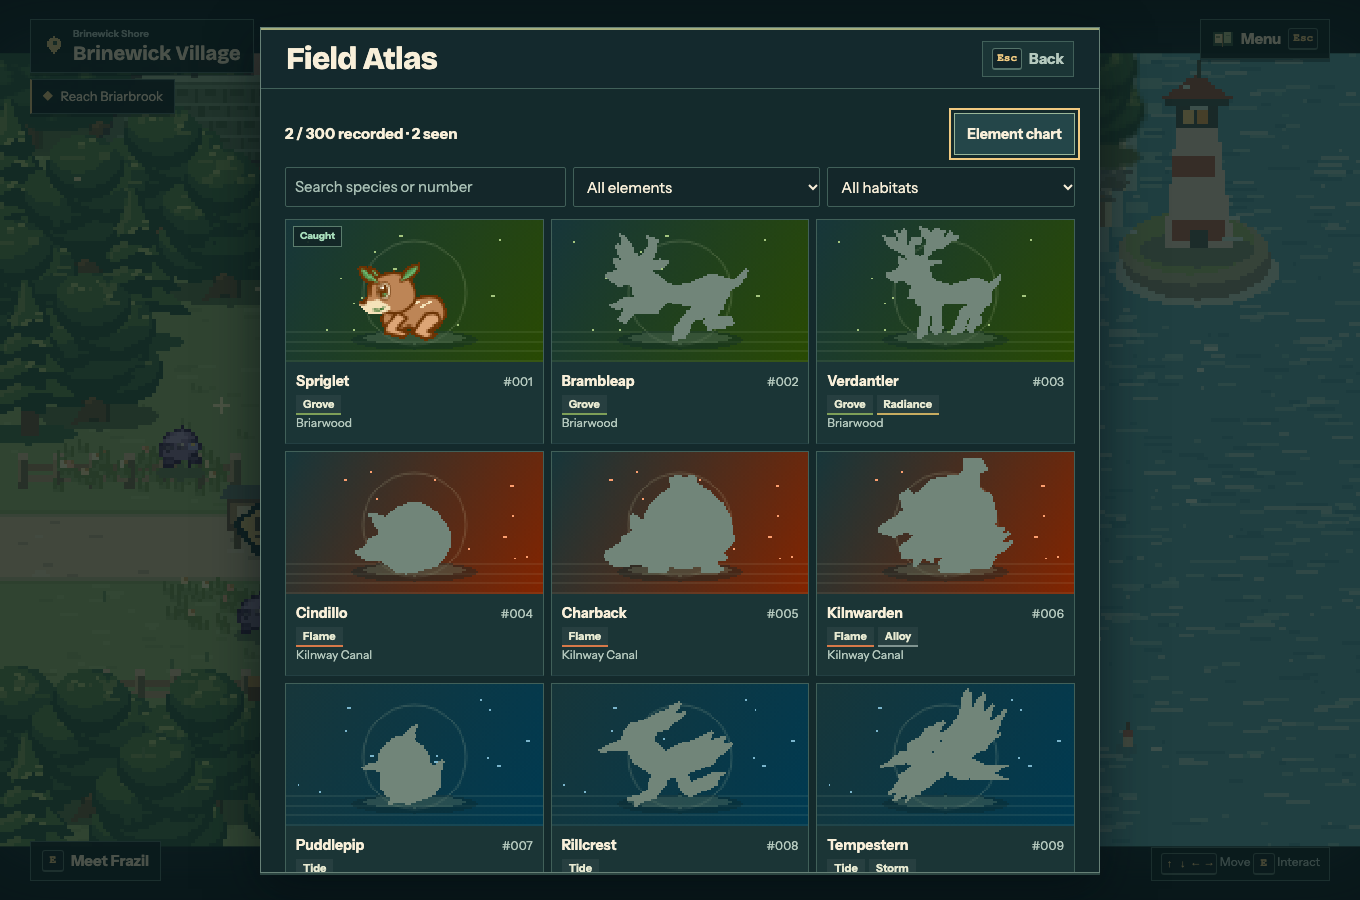 Brinewick Shore
Brinewick Village
Reach Briarbrook
Field Atlas
Esc Back
Menu Esc
2 / 300 recorded · 2 seen
Element chart
Search species or number
All elements
All habitats
Caught
Spriglet #001
Grove
Briarwood
Brambleap #002
Grove
Briarwood
Verdantler #003
Grove Radiance
Briarwood
Cindillo #004
Flame
Kilnway Canal
Charback #005
Flame
Kilnway Canal
Kilnwarden #006
Flame Alloy
Kilnway Canal
Puddlepip #007
Tide
Rillcrest #008
Tide
Tempestern #009
Tide Storm
E Meet Frazil
↑ ↓ ← → Move E Interact